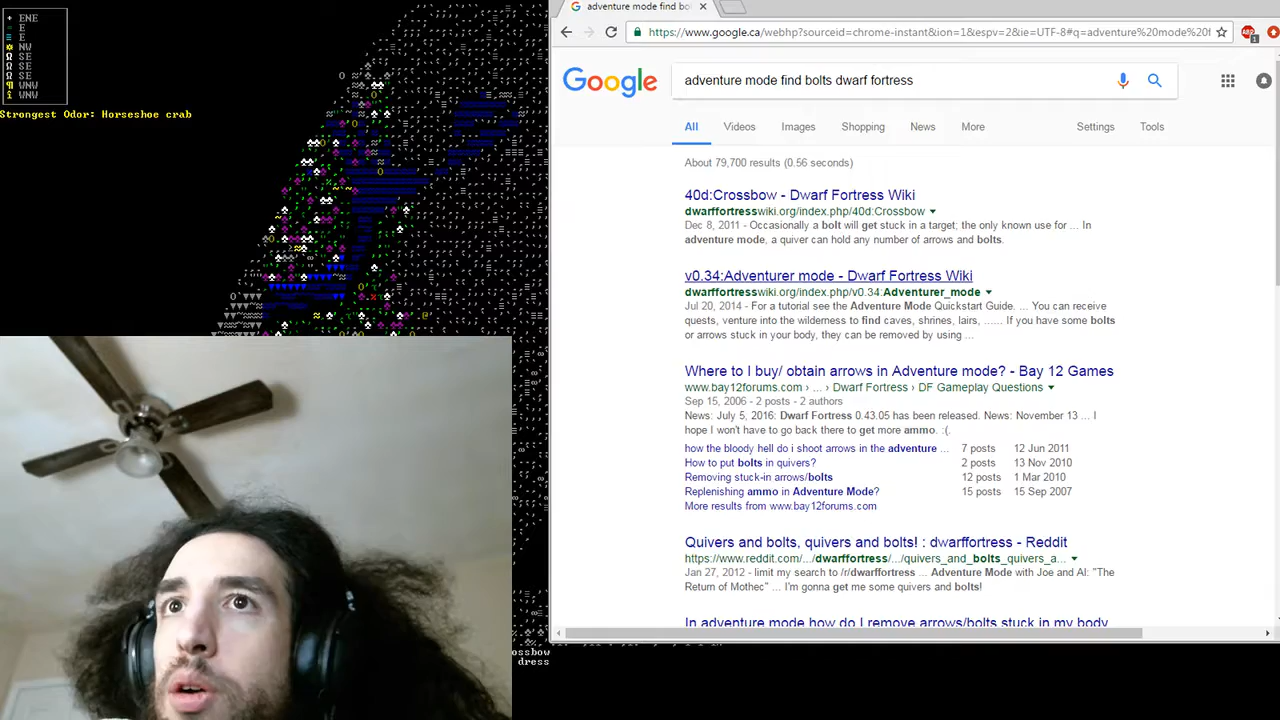 ENE
E
E
NW
SE
SE
SE
WNW
WNW
Strongest Odor: Horseshoe crab
adventure mode find bo
https://www.google.ca/webhp?sourceid=chrome-instant&ion=1&espv=2&ie=UTF-8#q=adventure%20mode%20f
Google
adventure mode find bolts dwarf fortress
All Videos Images Shopping News More Settings Tools
About 79,700 results (0.56 seconds)
40d:Crossbow - Dwarf Fortress Wiki
dwarffortresswiki.org/index.php/40d:Crossbow
Dec 8, 2011 - Occasionally a bolt will get stuck in a target; the only known use for ... In
adventure mode, a quiver can hold any number of arrows and bolts.
v0.34:Adventurer mode - Dwarf Fortress Wiki
dwarffortresswiki.org/index.php/v0.34:Adventurer_mode
Jul 20, 2014 - For a tutorial see the Adventure Mode Quickstart Guide. ... You can receive
quests, venture into the wilderness to find caves, shrines, lairs, ...... If you have some bolts
or arrows stuck in your body, they can be removed by using ...
Where to I buy/ obtain arrows in Adventure mode? - Bay 12 Games
www.bay12forums.com › ... › Dwarf Fortress › DF Gameplay Questions
Sep 15, 2006 - 2 posts - 2 authors
News: July 5, 2016: Dwarf Fortress 0.43.05 has been released. News: November 13 ... I
hope I won't have to go back there to get more ammo. :(.
how the bloody hell do i shoot arrows in the adventure ... 7 posts 12 Jun 2011
How to put bolts in quivers? 2 posts 13 Nov 2010
Removing stuck-in arrows/bolts 12 posts 1 Mar 2010
Replenishing ammo in Adventure Mode? 15 posts 15 Sep 2007
More results from www.bay12forums.com
Quivers and bolts, quivers and bolts! : dwarffortress - Reddit
https://www.reddit.com/.../dwarffortress/.../quivers_and_bolts_quivers_a...
Jan 27, 2012 - limit my search to /r/dwarffortress ... Adventure Mode with Joe and Al: "The
Return of Mothec" ... I'm gonna get me some quivers and bolts!
In adventure mode how do I remove arrows/bolts stuck in my body
ossbow
dress